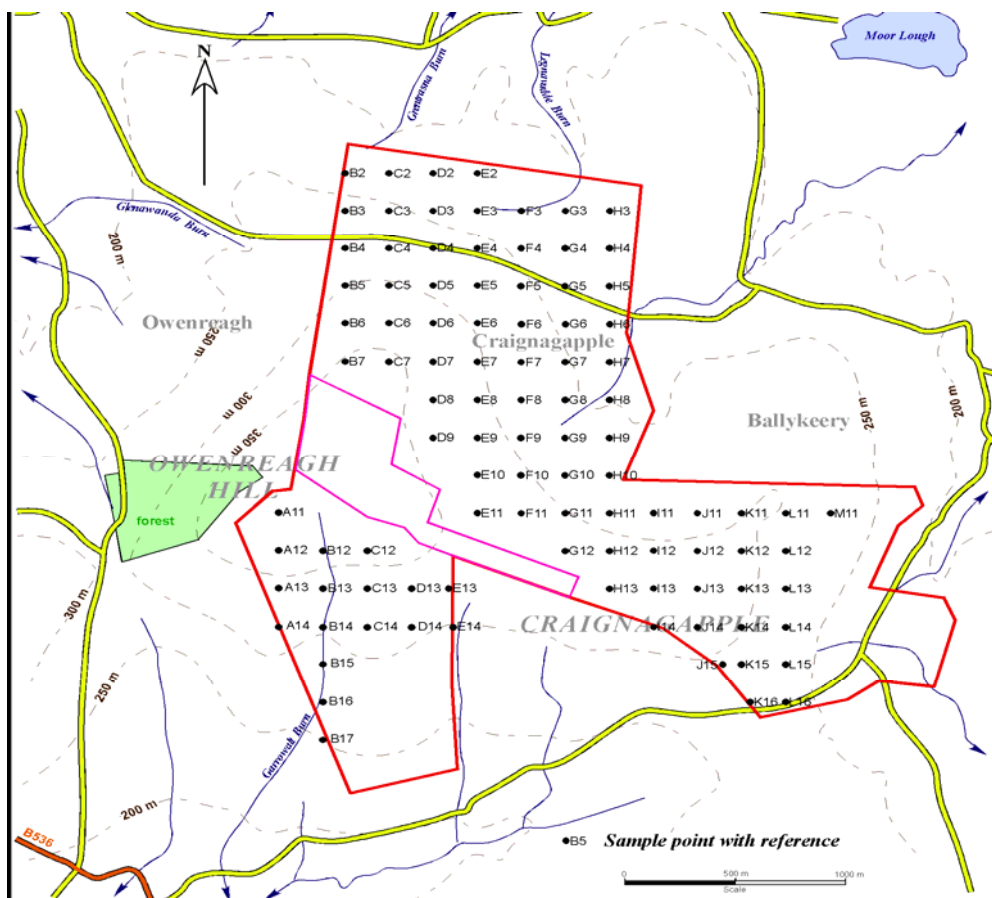 Moor Lough
N
Glentrasna Burn
B2 C2 D2 E2
B3 C3 D3 E3 F3 G3 H3
Glenawanda Burn
200 m
B4 C4 D4 E4 F4 G4 H4
B5 C5 D5 E5 F5 G5 H5
Owenreagh
B6 C6 D6 E6 F6 G6 H6
250 m
Craignagapple
B7 C7 D7 E7 F7 G7 H7
300 m
250 m
200 m
D8 E8 F8 G8 H8
Ballykeery
350 m
D9 E9 F9 G9 H9
OWENREAGH
HILL
E10 F10 G10 H10
A11 E11 F11 G11 H11 I11 J11 K11 L11 M11
forest
A12 B12 C12 G12 H12 I12 J12 K12 L12
A13 B13 C13 D13 E13 H13 I13 J13 K13 L13
300 m
CRAIGNAGAPPLE
A14 B14 C14 D14 E14 I14 J14 K14 L14
B15 J15 K15 L15
250 m
B16 K16 L16
B17
Garrowah Burn
200 m
B536
B5 Sample point with reference
0 500 m 1000 m
Scale